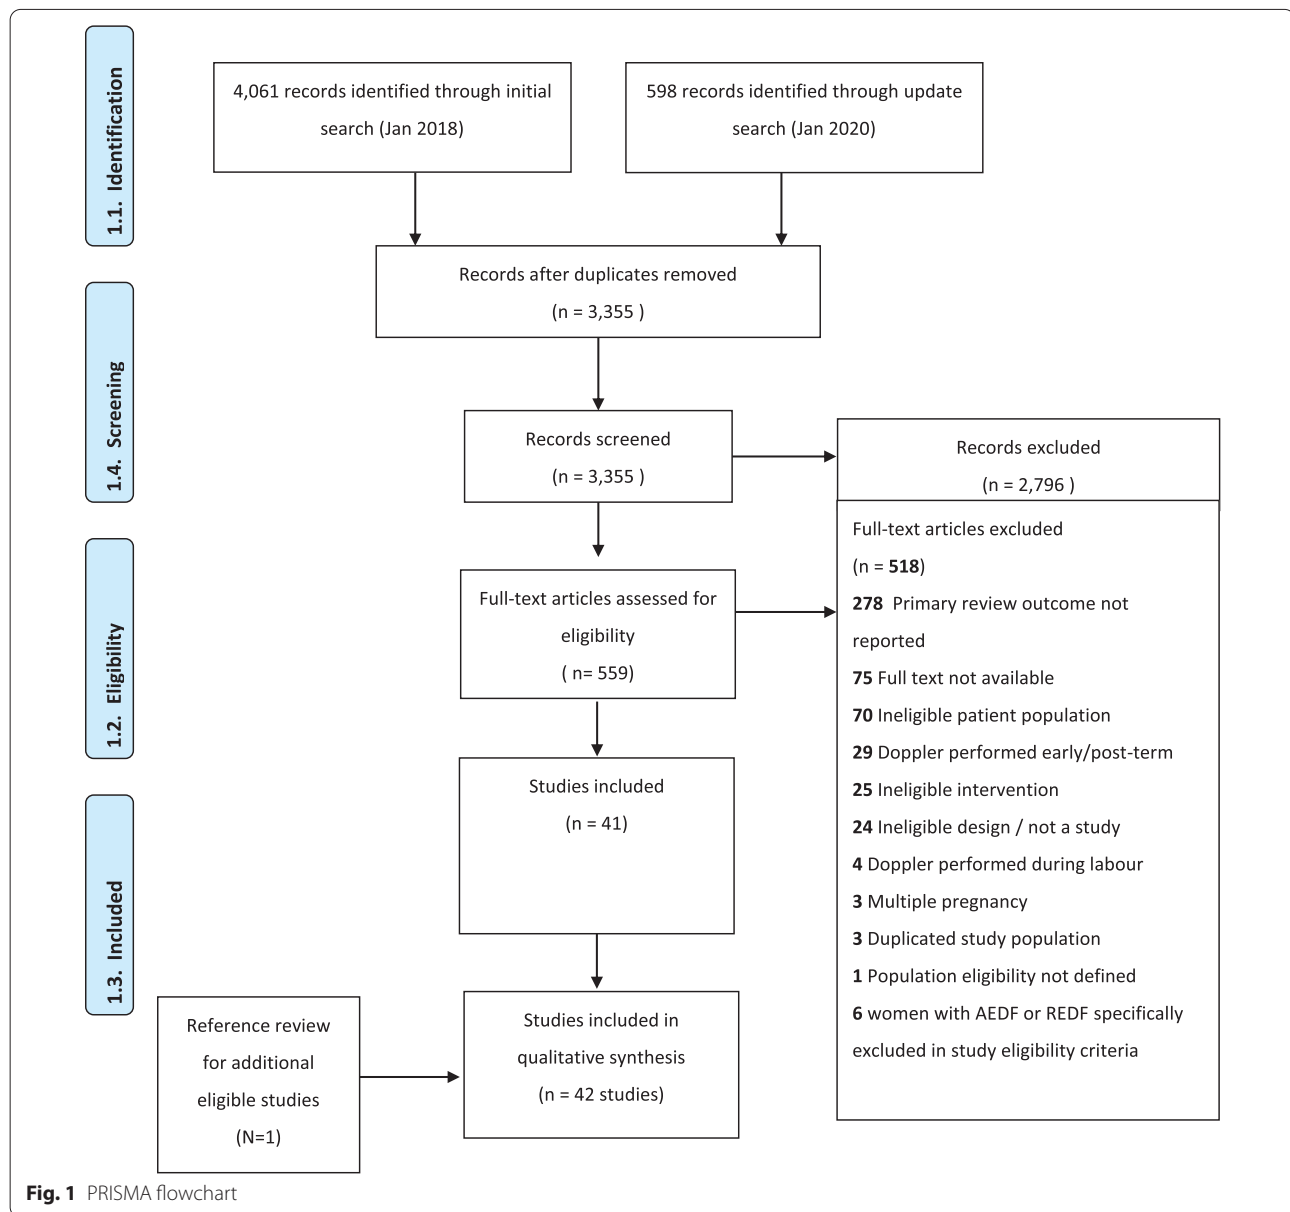 1.1. Identification
4,061 records identified through initial
search (Jan 2018)
598 records identified through update
search (Jan 2020)
Records after duplicates removed
(n = 3,355 )
1.4. Screening
Records screened
(n = 3,355 )
Records excluded
(n = 2,796 )
1.2. Eligibility
Full-text articles assessed for
eligibility
( n= 559)
Full-text articles excluded
(n = 518)
278 Primary review outcome not
reported
75 Full text not available
70 Ineligible patient population
29 Doppler performed early/post-term
25 Ineligible intervention
24 Ineligible design / not a study
4 Doppler performed during labour
3 Multiple pregnancy
3 Duplicated study population
1 Population eligibility not defined
6 women with AEDF or REDF specifically
excluded in study eligibility criteria
1.3. Included
Studies included
(n = 41)
Reference review
for additional
eligible studies
(N=1)
Studies included in
qualitative synthesis
(n = 42 studies)
Fig. 1 PRISMA flowchart